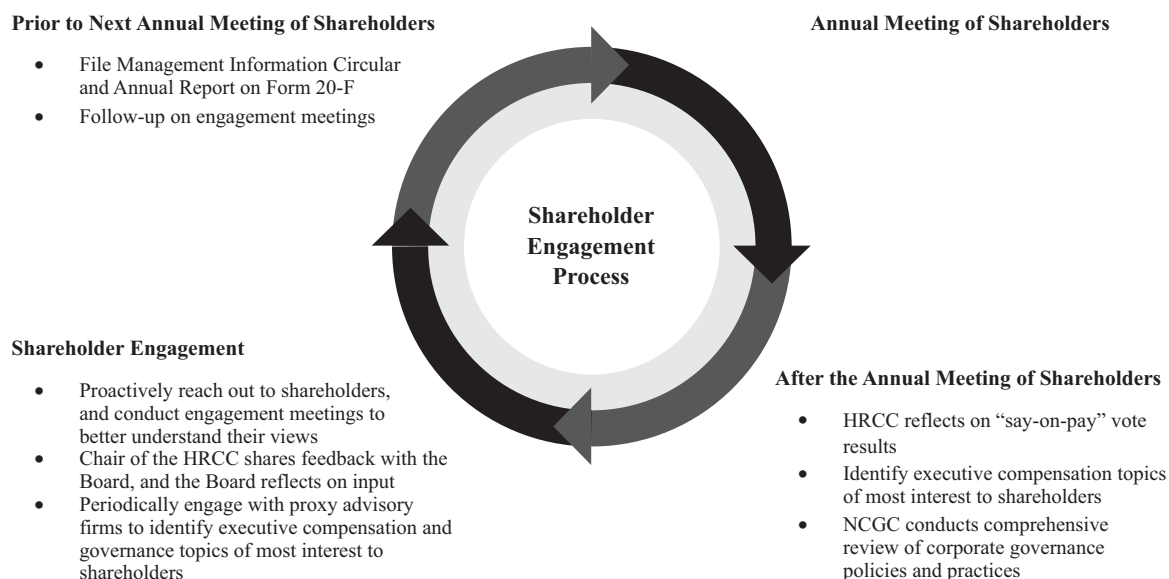 Prior to Next Annual Meeting of Shareholders
• File Management Information Circular
and Annual Report on Form 20-F
• Follow-up on engagement meetings
Annual Meeting of Shareholders
Shareholder
Engagement
Process
Shareholder Engagement
• Proactively reach out to shareholders,
and conduct engagement meetings to
better understand their views
• Chair of the HRCC shares feedback with the
Board, and the Board reflects on input
• Periodically engage with proxy advisory
firms to identify executive compensation and
governance topics of most interest to
shareholders
After the Annual Meeting of Shareholders
• HRCC reflects on “say-on-pay” vote
results
• Identify executive compensation topics
of most interest to shareholders
• NCGC conducts comprehensive
review of corporate governance
policies and practices